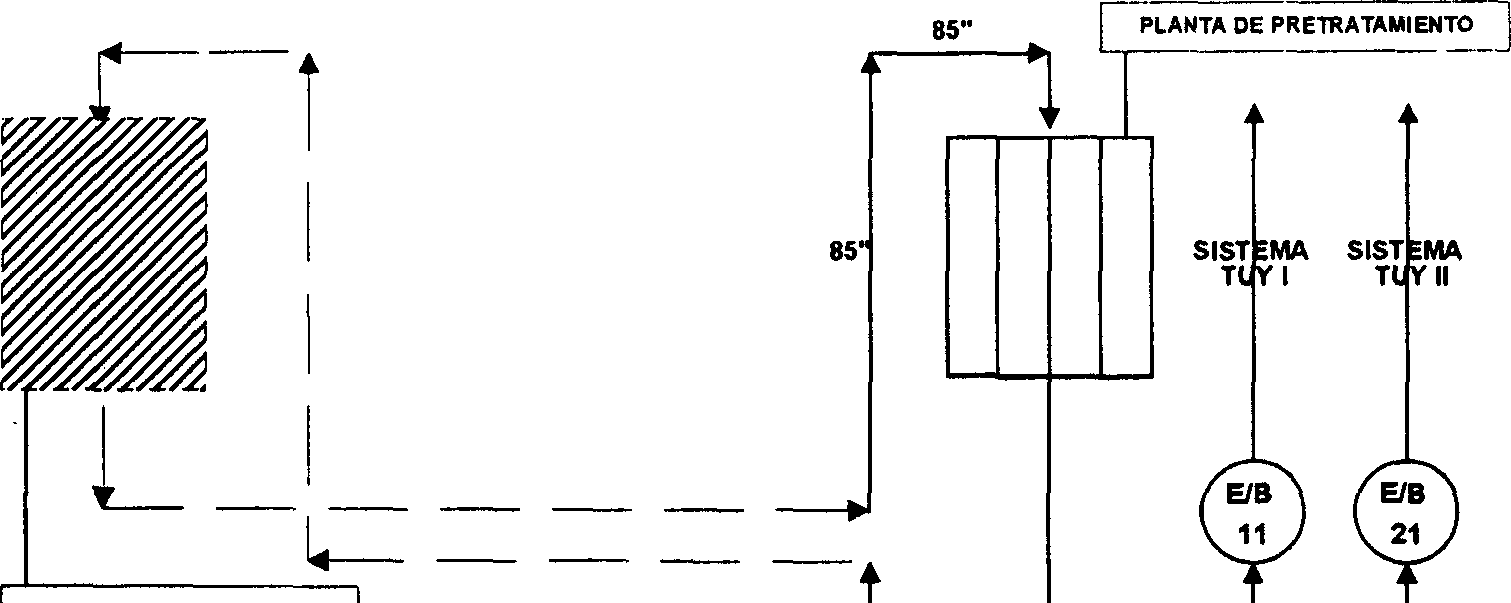 85"
PLANTA DE PRETRATAMIENTO
85"
SISTEMA
TUY I
SISTEMA
TUY II
E/B
11
E/B
21